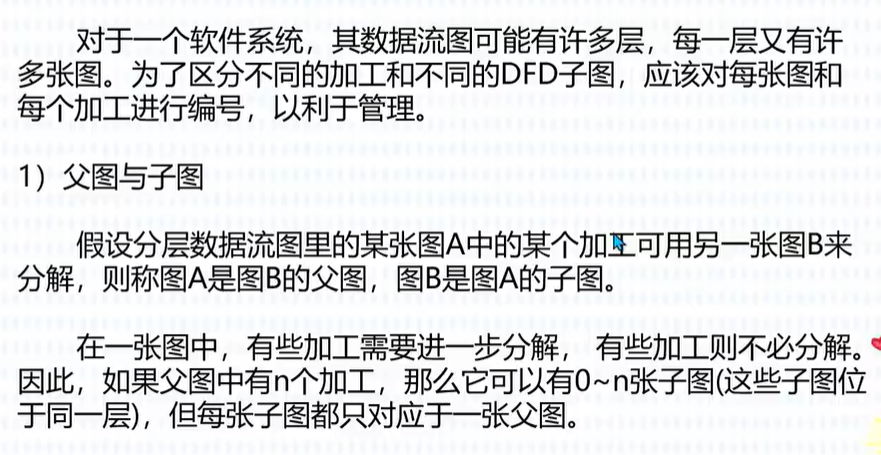 对于一个软件系统，其数据流图可能有许多层，每一层又有许
多张图。为了区分不同的加工和不同的DFD子图，应该对每张图和
每个加工进行编号，以利于管理。
1）父图与子图
假设分层数据流图里的某张图A中的某个加工可用另一张图B来
分解，则称图A是图B的父图，图B是图A的子图。
在一张图中，有些加工需要进一步分解， 有些加工则不必分解。
因此，如果父图中有n个加工，那么它可以有0~n张子图(这些子图位
于同一层)，但每张子图都只对应于一张父图。